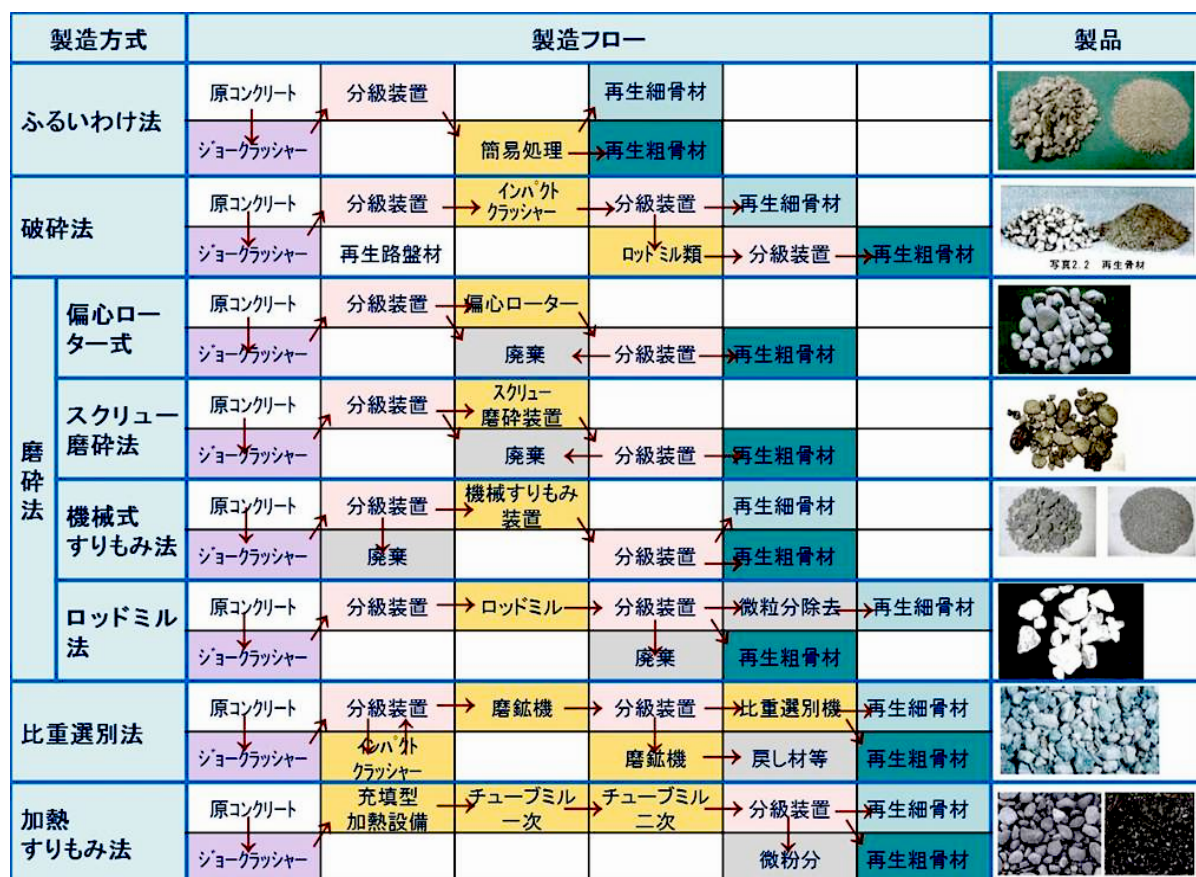 製造方式
製造フロー
製品
ふるいわけ法
原コンクリート
分級装置
再生細骨材
ジョークラッシャー
簡易処理
再生粗骨材
破砕法
原コンクリート
分級装置
インパクト
クラッシャー
分級装置
再生細骨材
ジョークラッシャー
再生路盤材
ロッドミル類
分級装置
再生粗骨材
写真2.2 再生骨材
磨砕法
偏心ロー
ター式
原コンクリート
分級装置
偏心ローター
ジョークラッシャー
廃棄
分級装置
再生粗骨材
スクリュー
磨砕法
原コンクリート
分級装置
スクリュー
磨砕装置
ジョークラッシャー
廃棄
分級装置
再生粗骨材
機械式
すりもみ法
原コンクリート
分級装置
機械すりもみ
装置
再生細骨材
ジョークラッシャー
廃棄
分級装置
再生粗骨材
ロッドミル
法
原コンクリート
分級装置
ロッドミル
分級装置
微粒分除去
再生細骨材
ジョークラッシャー
廃棄
再生粗骨材
比重選別法
原コンクリート
分級装置
磨鉱機
分級装置
比重選別機
再生細骨材
ジョークラッシャー
インパクト
クラッシャー
磨鉱機
戻し材等
再生粗骨材
加熱
すりもみ法
原コンクリート
充填型
加熱設備
チューブミル
一次
チューブミル
二次
分級装置
再生細骨材
ジョークラッシャー
微粉分
再生粗骨材